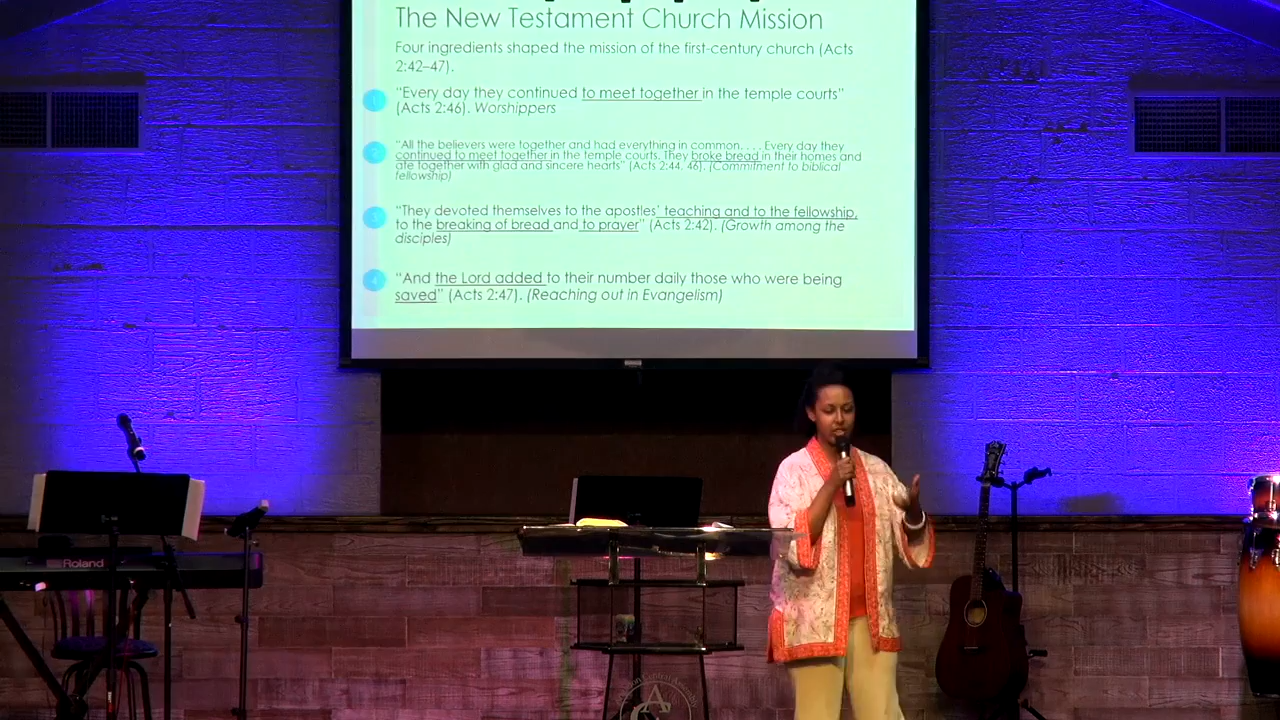 The New Testament Church Mission
Four ingredients shaped the mission of the first-century church (Acts
2:42–47).
1
“Every day they continued to meet together in the temple courts”
(Acts 2:46). Worshippers
2
“All the believers were together and had everything in common. . . . Every day they
continued to meet together in the temple courts. They broke bread in their homes and
ate together with glad and sincere hearts” (Acts 2:44, 46). (Commitment to biblical
fellowship)
3
“They devoted themselves to the apostles’ teaching and to the fellowship,
to the breaking of bread and to prayer” (Acts 2:42). (Growth among the
disciples)
4
“And the Lord added to their number daily those who were being
saved” (Acts 2:47). (Reaching out in Evangelism)
Roland
Central Assembly